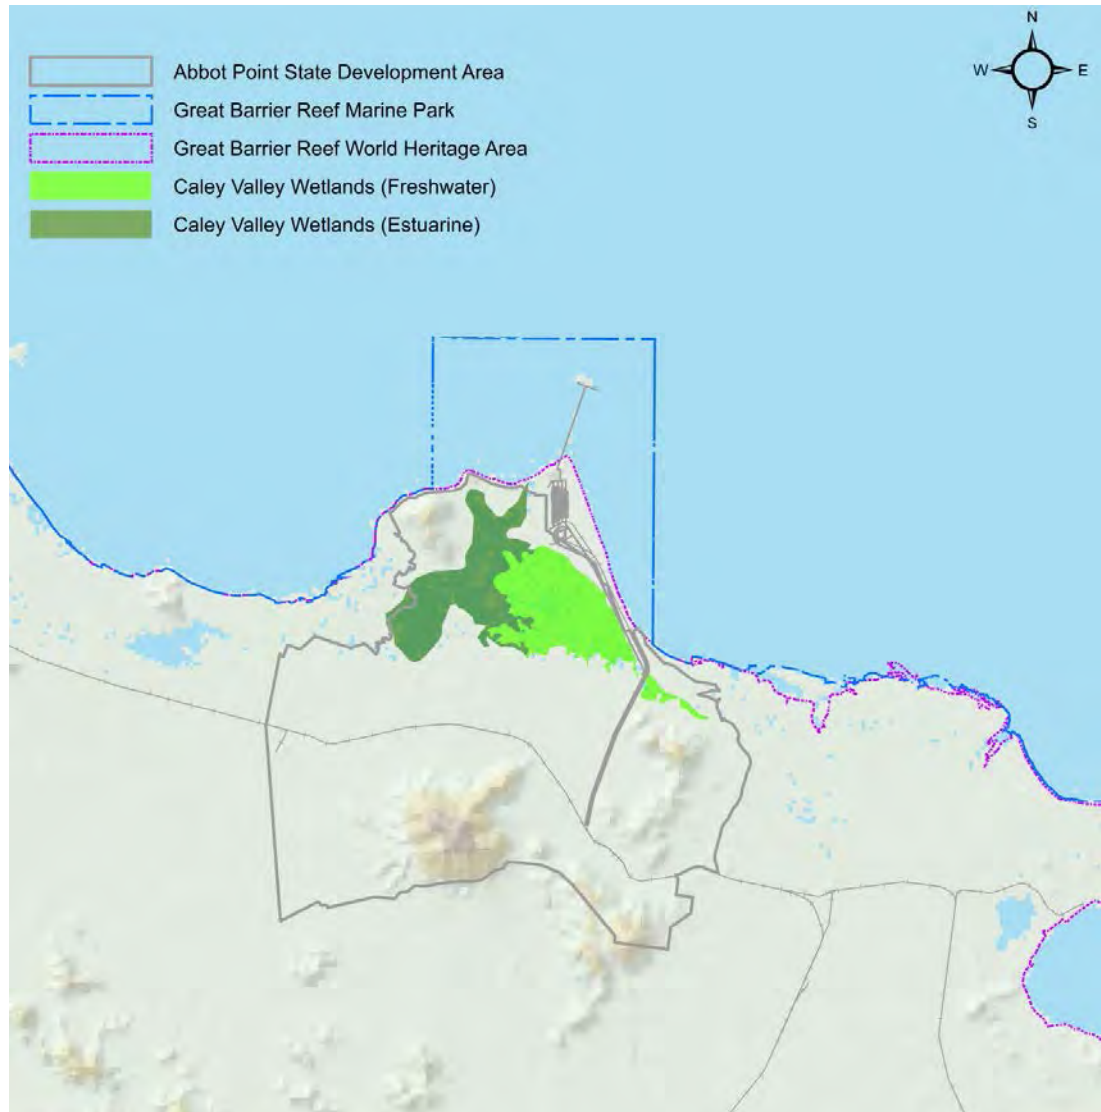 N
W E
S
Abbot Point State Development Area
Great Barrier Reef Marine Park
Great Barrier Reef World Heritage Area
Caley Valley Wetlands (Freshwater)
Caley Valley Wetlands (Estuarine)